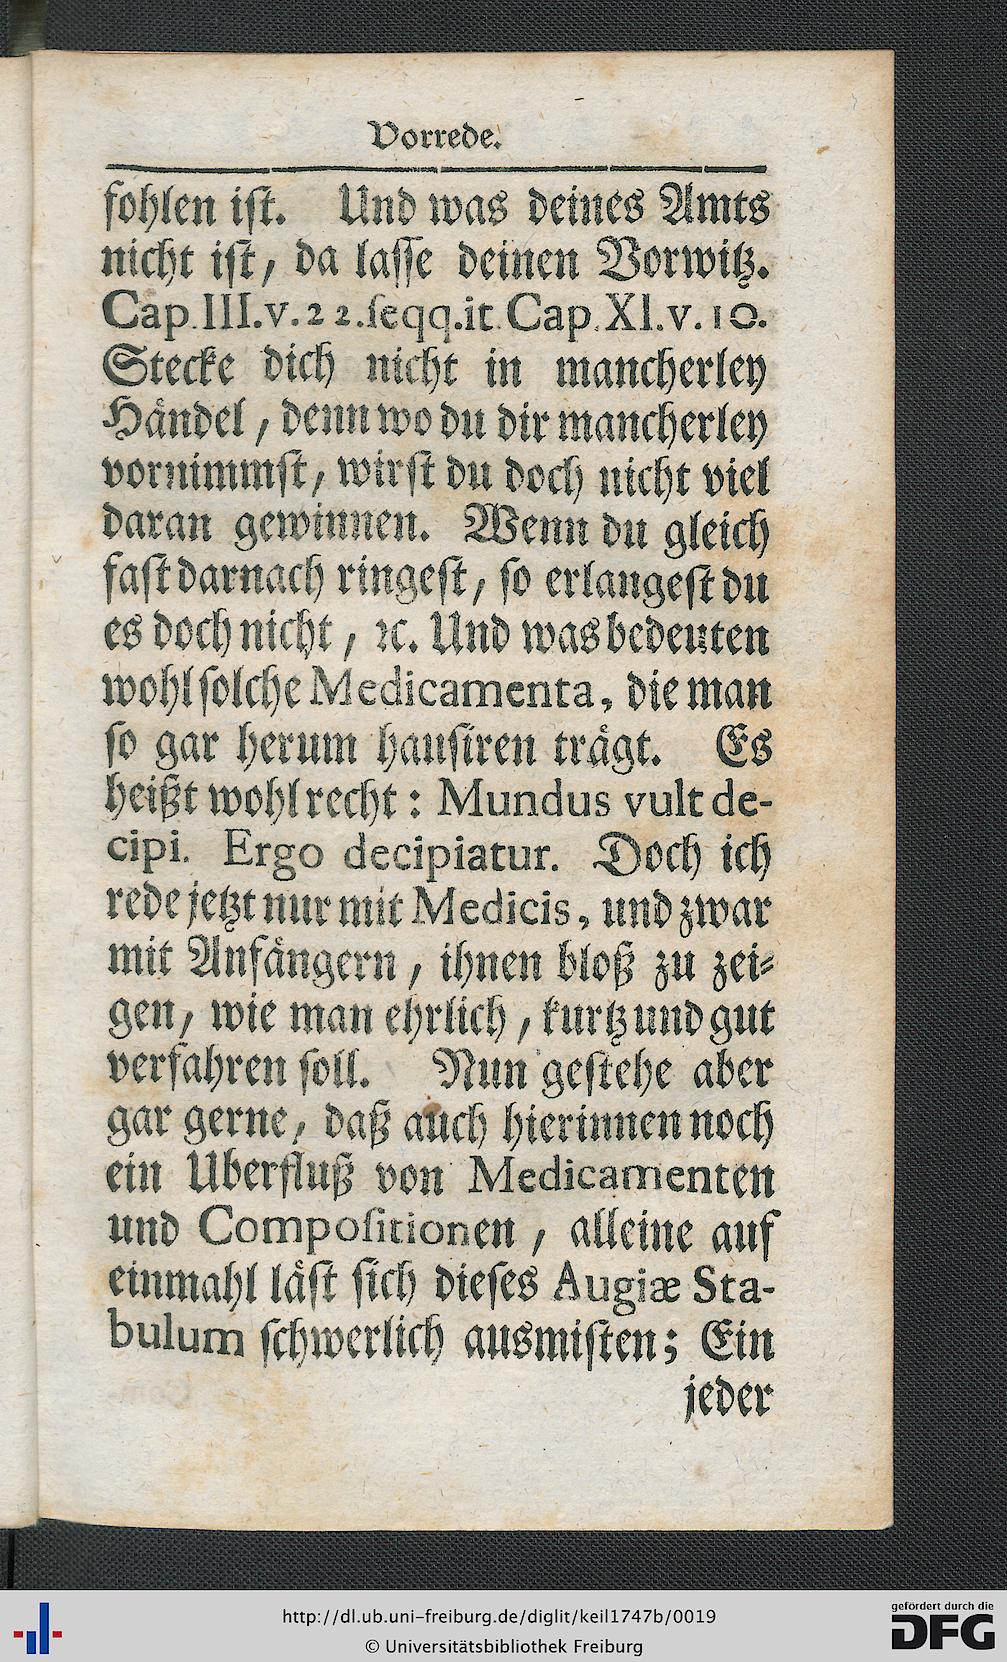 Vorrede.
fohlen ist. Und was deines Amts
nicht ist, da lasse deinen Vorwitz.
Cap. III. v. 22. seqq. it Cap. XI. v. 10.
Stecke dich nicht in mancherley
Händel, denn wo du dir mancherley
vornimmst, wirst du doch nicht viel
daran gewinnen. Wenn du gleich
fast darnach ringest, so erlangest du
es doch nicht, ꝛc. Und was bedeuten
wohl solche Medicamenta, die man
so gar herum hausiren trägt. Es
heißt wohl recht: Mundus vult de-
cipi. Ergo decipiatur. Doch ich
rede jetzt nur mit Medicis, und zwar
mit Anfängern, ihnen bloß zu zei-
gen, wie man ehrlich, kurtz und gut
verfahren soll. Nun gestehe aber
gar gerne, daß auch hierinnen noch
ein Uberfluß von Medicamenten
und Compositionen, alleine auf
einmahl läst sich dieses Augiæ Sta-
bulum schwerlich ausmisten; Ein
jeder
http://dl.ub.uni-freiburg.de/diglit/keil1747b/0019
© Universitätsbibliothek Freiburg
gefördert durch die
DFG